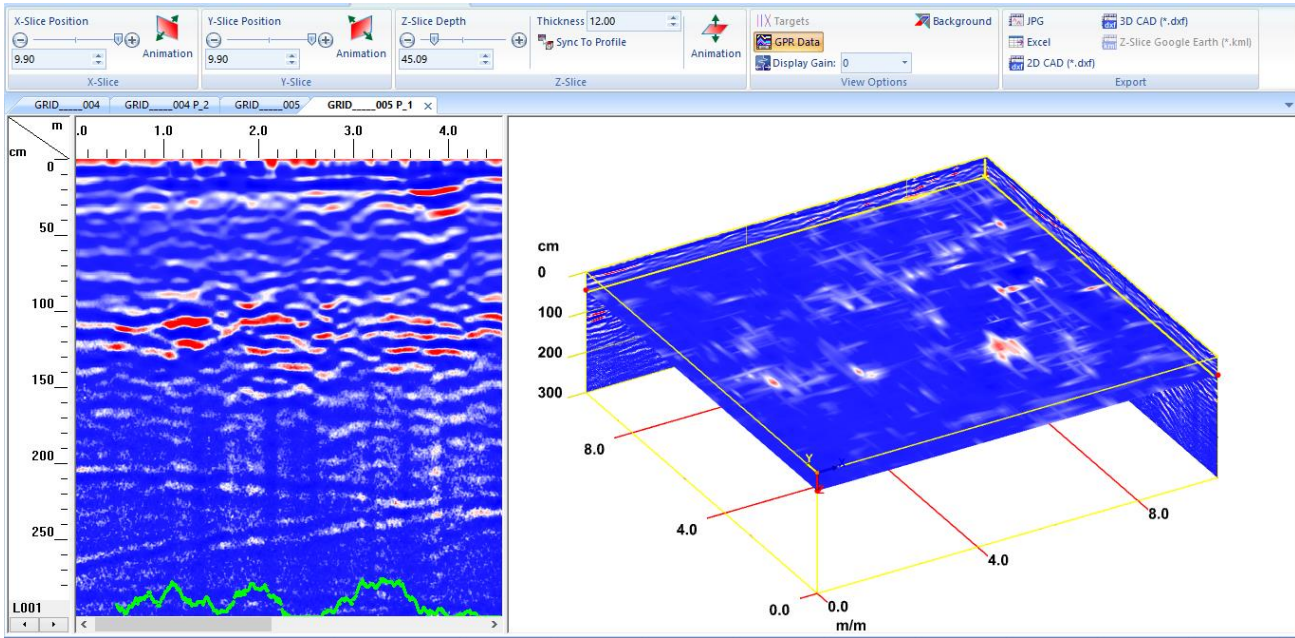 X-Slice Position
9.90
Animation
X-Slice
Y-Slice Position
9.90
Animation
Y-Slice
Z-Slice Depth
45.09
Thickness 12.00
Sync To Profile
Animation
Z-Slice
Targets
GPR Data
Display Gain: 0
Background
View Options
JPG
Excel
2D CAD (*.dxf)
3D CAD (*.dxf)
Z-Slice Google Earth (*.kml)
Export
GRID_____004 GRID_____004 P_2 GRID_____005 GRID_____005 P_1 ×
m
cm
.0 1.0 2.0 3.0 4.0
0
50
100
150
200
250
L001
cm
0
100
200
300
8.0
4.0
0.0
Y
X
0.0
4.0
8.0
m/m